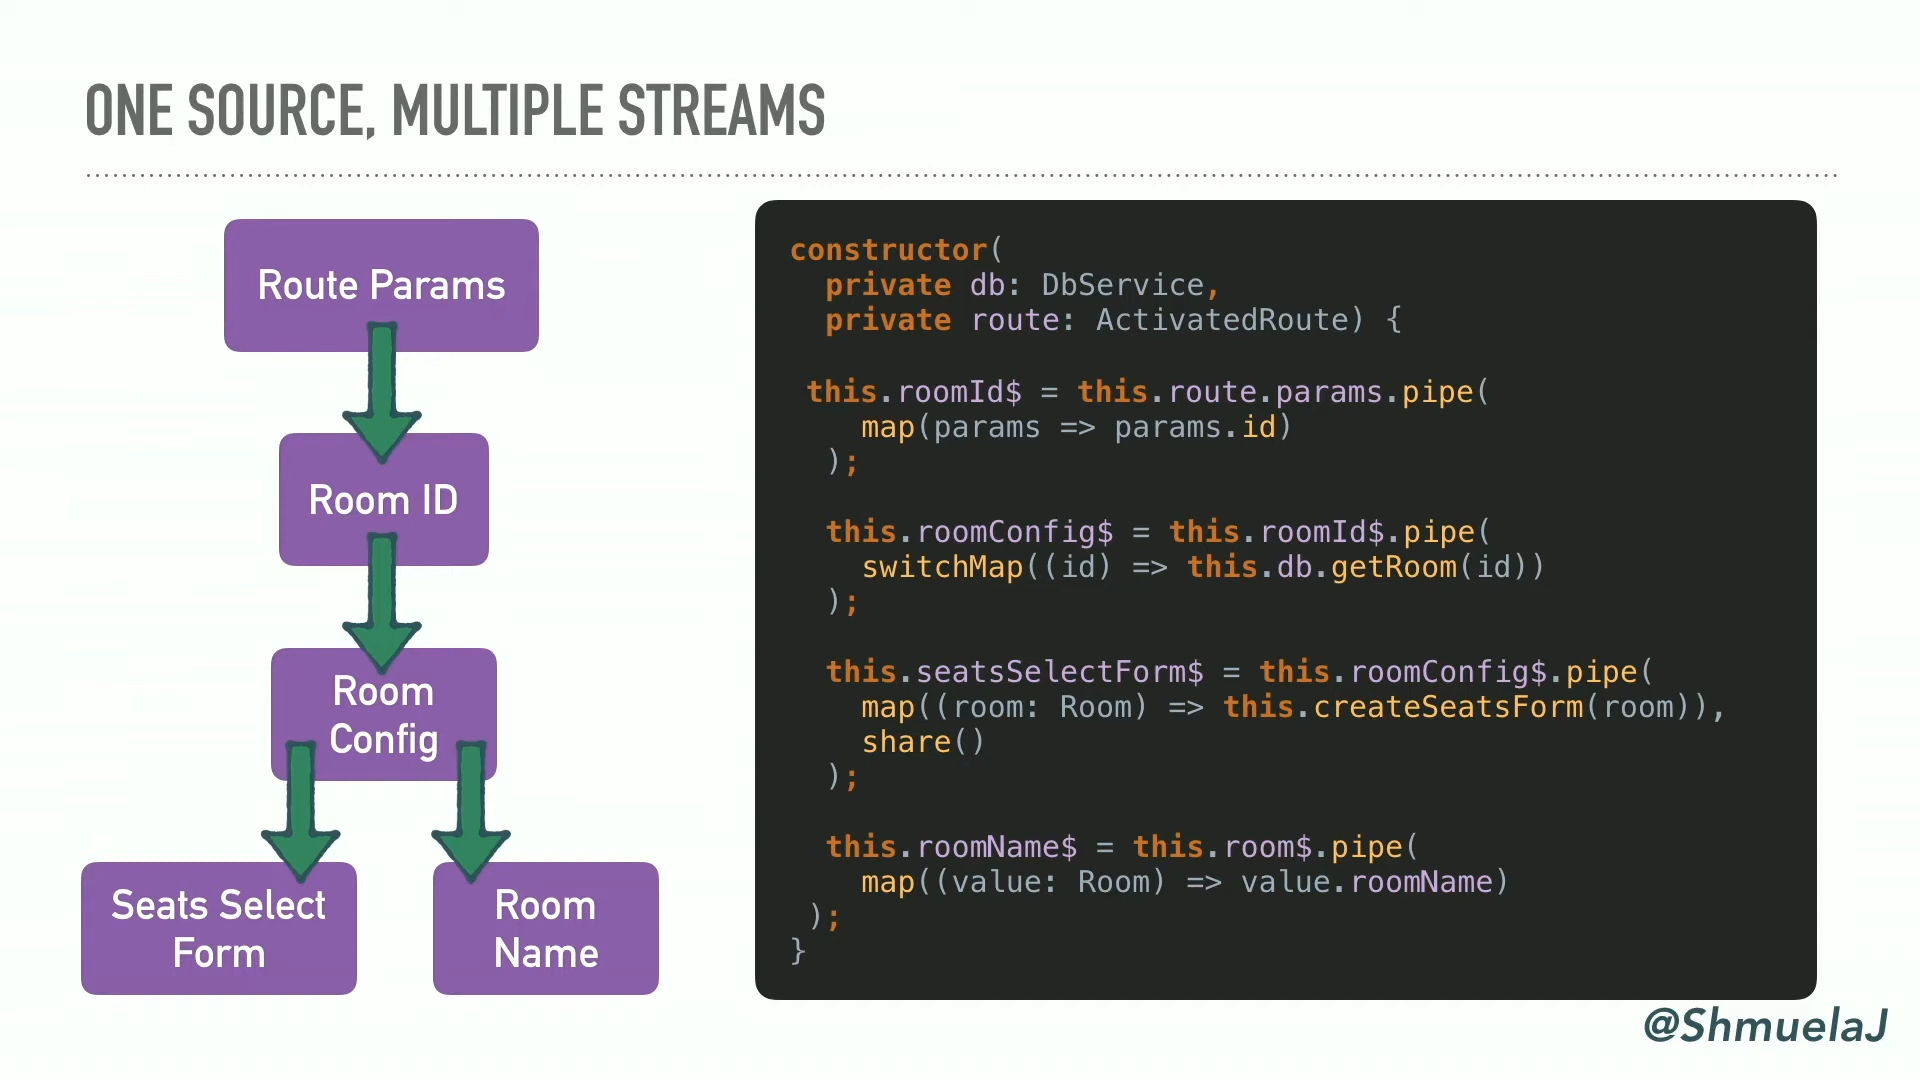 ONE SOURCE, MULTIPLE STREAMS
Route Params
Room ID
Room
Config
Seats Select
Form
Room
Name
constructor(
  private db: DbService,
  private route: ActivatedRoute) {
 this.roomId$ = this.route.params.pipe(
    map(params => params.id)
  );
  this.roomConfig$ = this.roomId$.pipe(
    switchMap((id) => this.db.getRoom(id))
  );
  this.seatsSelectForm$ = this.roomConfig$.pipe(
    map((room: Room) => this.createSeatsForm(room)),
    share()
  );
  this.roomName$ = this.room$.pipe(
    map((value: Room) => value.roomName)
 );
}
@ShmuelaJ